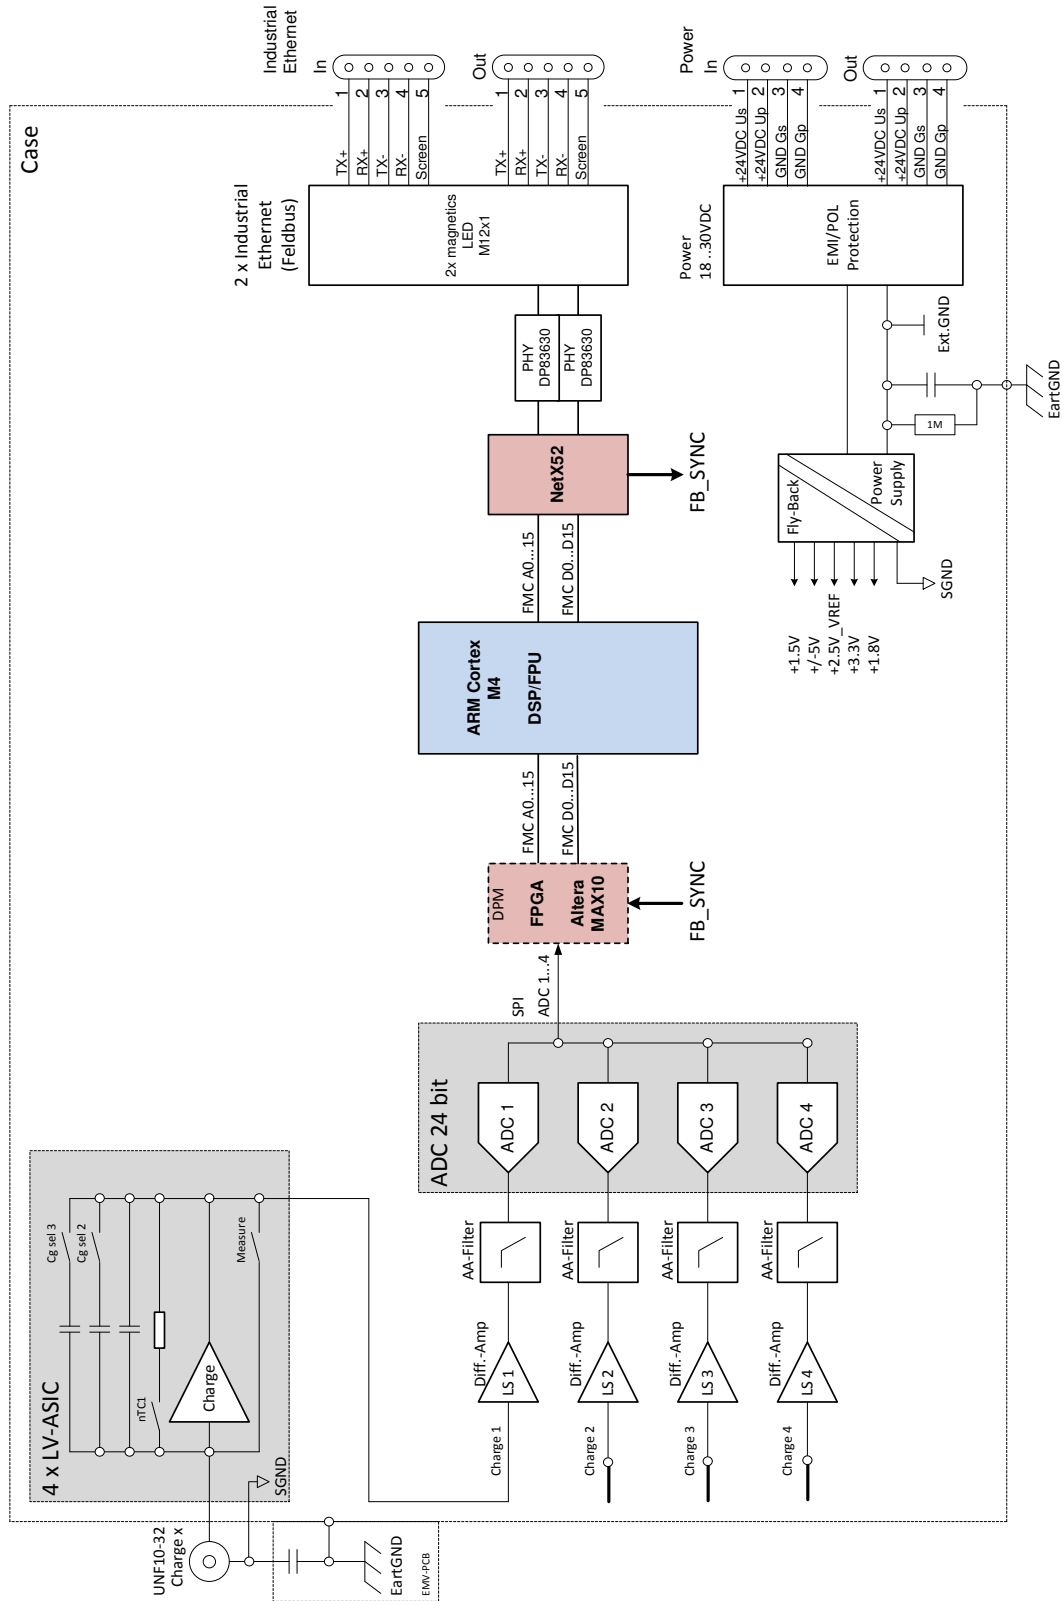 Case
UNF10-32
Charge x
EartGND
EMV-PCB
4 x LV-ASIC
SGND
nTC1
Charge
Cg sel 3
Cg sel 2
Measure
Charge 1
Charge 2
Charge 3
Charge 4
Diff.-Amp
LS 1
Diff.-Amp
LS 2
Diff.-Amp
LS 3
Diff.-Amp
LS 4
AA-Filter
AA-Filter
AA-Filter
AA-Filter
ADC 24 bit
ADC 1
ADC 2
ADC 3
ADC 4
SPI
ADC 1...4
DPM
FPGA
Altera
MAX10
FB_SYNC
FMC A0...15
FMC D0...D15
ARM Cortex
M4
DSP/FPU
FMC A0...15
FMC D0...D15
NetX52
FB_SYNC
PHY
DP83630
PHY
DP83630
2 x Industrial
Ethernet
(Feldbus)
2x magnetics
LED
M12x1
Industrial
Ethernet
In
TX+ 1
RX+ 2
TX- 3
RX- 4
Screen 5
Out
TX+ 1
RX+ 2
TX- 3
RX- 4
Screen 5
+1.5V
+/-5V
+2.5V_VREF
+3.3V
+1.8V
SGND
Fly-Back
Power
Supply
1M
EartGND
Ext.GND
Power
18 ..30VDC
EMI/POL
Protection
Power
In
+24VDC Us 1
+24VDC Up 2
GND Gs 3
GND Gp 4
Out
+24VDC Us 1
+24VDC Up 2
GND Gs 3
GND Gp 4